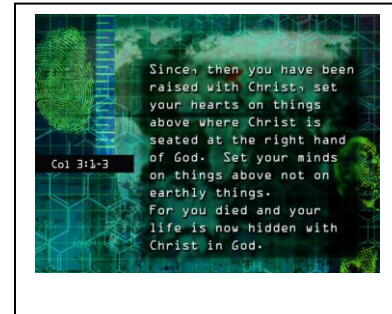 Since, then you have been
raised with Christ, set
your hearts on things
above where Christ is
seated at the right hand
of God. Set your minds
on things above not on
earthly things.
For you died and your
life is now hidden with
Christ in God.
Col 3:1-3